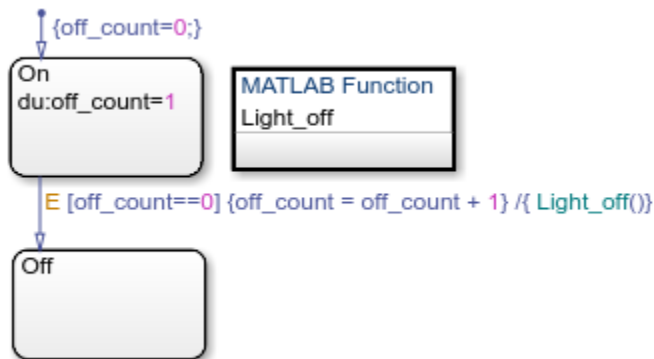 {off_count=0;}
On
du:off_count=1
MATLAB Function
Light_off
E [off_count==0] {off_count = off_count + 1} /{ Light_off()}
Off